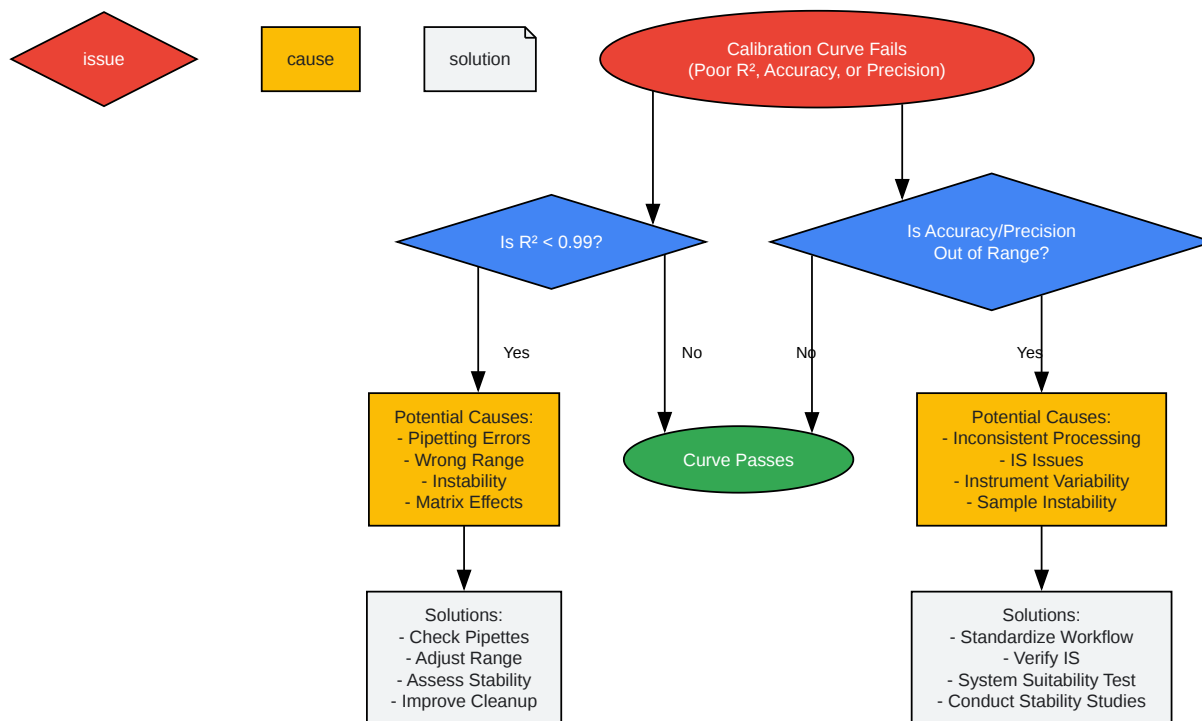 issue
cause
solution
Calibration Curve Fails
(Poor R², Accuracy, or Precision)
Is R² < 0.99?
Is Accuracy/Precision
Out of Range?
Yes
No
No
Yes
Potential Causes:
- Pipetting Errors
- Wrong Range
- Instability
- Matrix Effects
Curve Passes
Potential Causes:
- Inconsistent Processing
- IS Issues
- Instrument Variability
- Sample Instability
Solutions:
- Check Pipettes
- Adjust Range
- Assess Stability
- Improve Cleanup
Solutions:
- Standardize Workflow
- Verify IS
- System Suitability Test
- Conduct Stability Studies